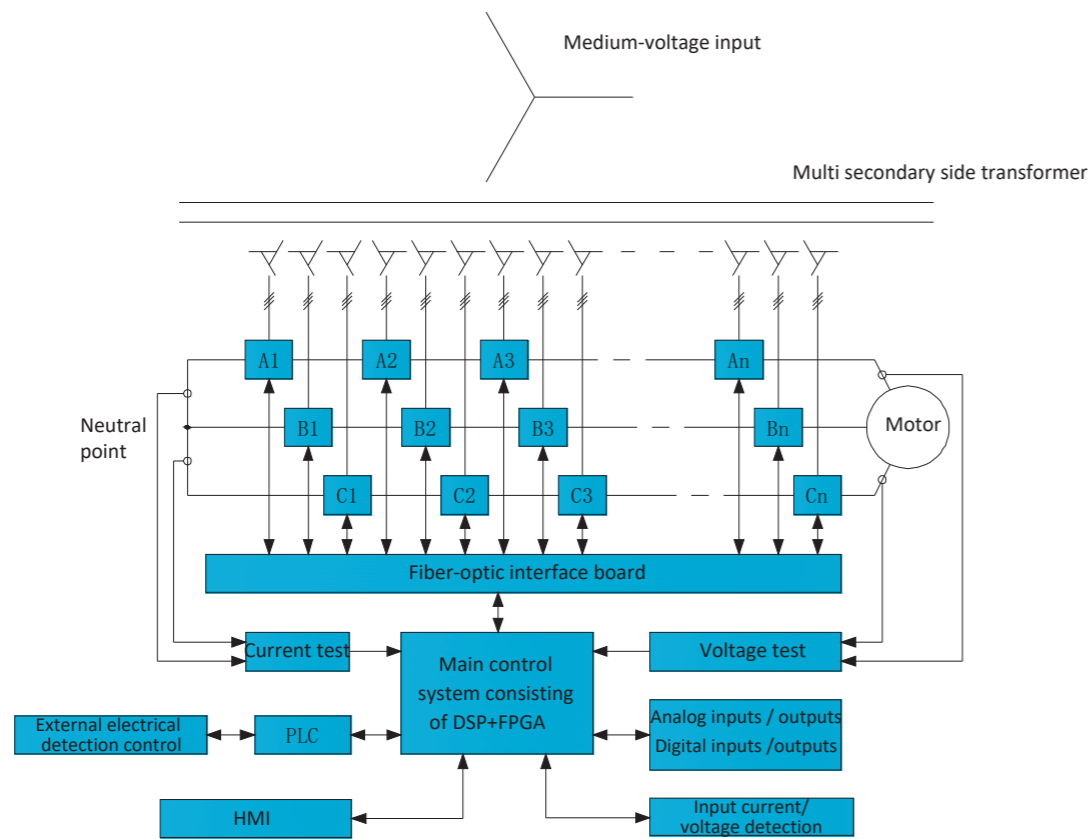 Medium-voltage input
Multi secondary side transformer
A1
A2
A3
An
Neutral
point
B1
B2
B3
Bn
Motor
C1
C2
C3
Cn
Fiber-optic interface board
Current test
Main control
system consisting
of DSP+FPGA
Voltage test
External electrical
detection control
PLC
Analog inputs / outputs
Digital inputs /outputs
HMI
Input current/
voltage detection